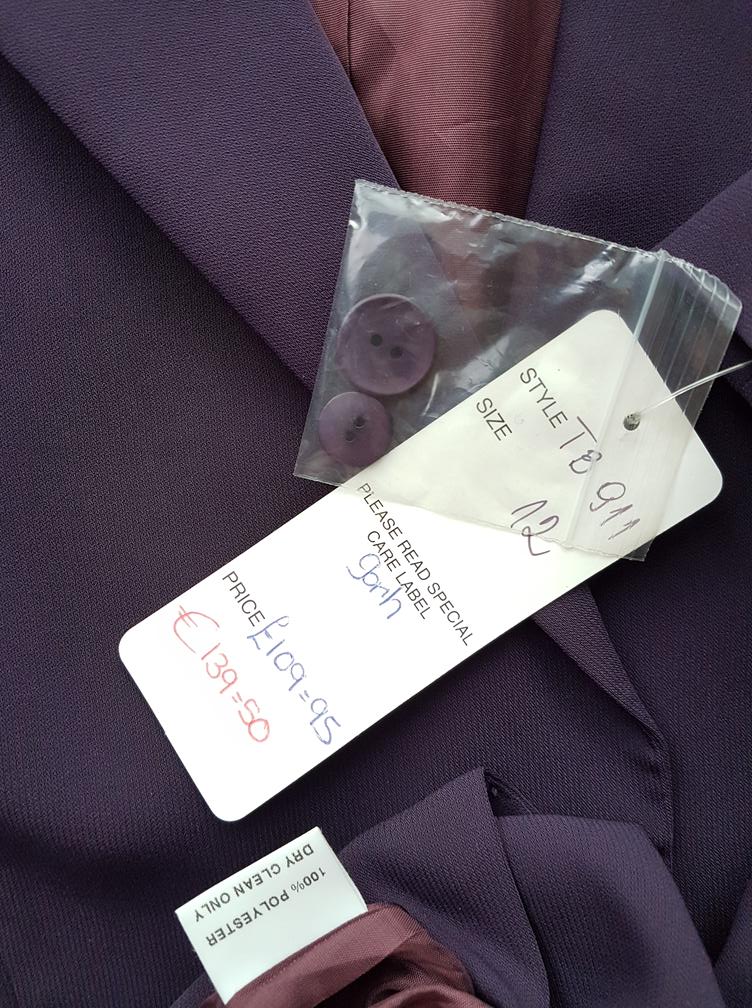 STYLE TB 911
SIZE 12
PLEASE READ SPECIAL
CARE LABEL
PRICE £109=95
€139=50
100% POLYESTER
DRY CLEAN ONLY